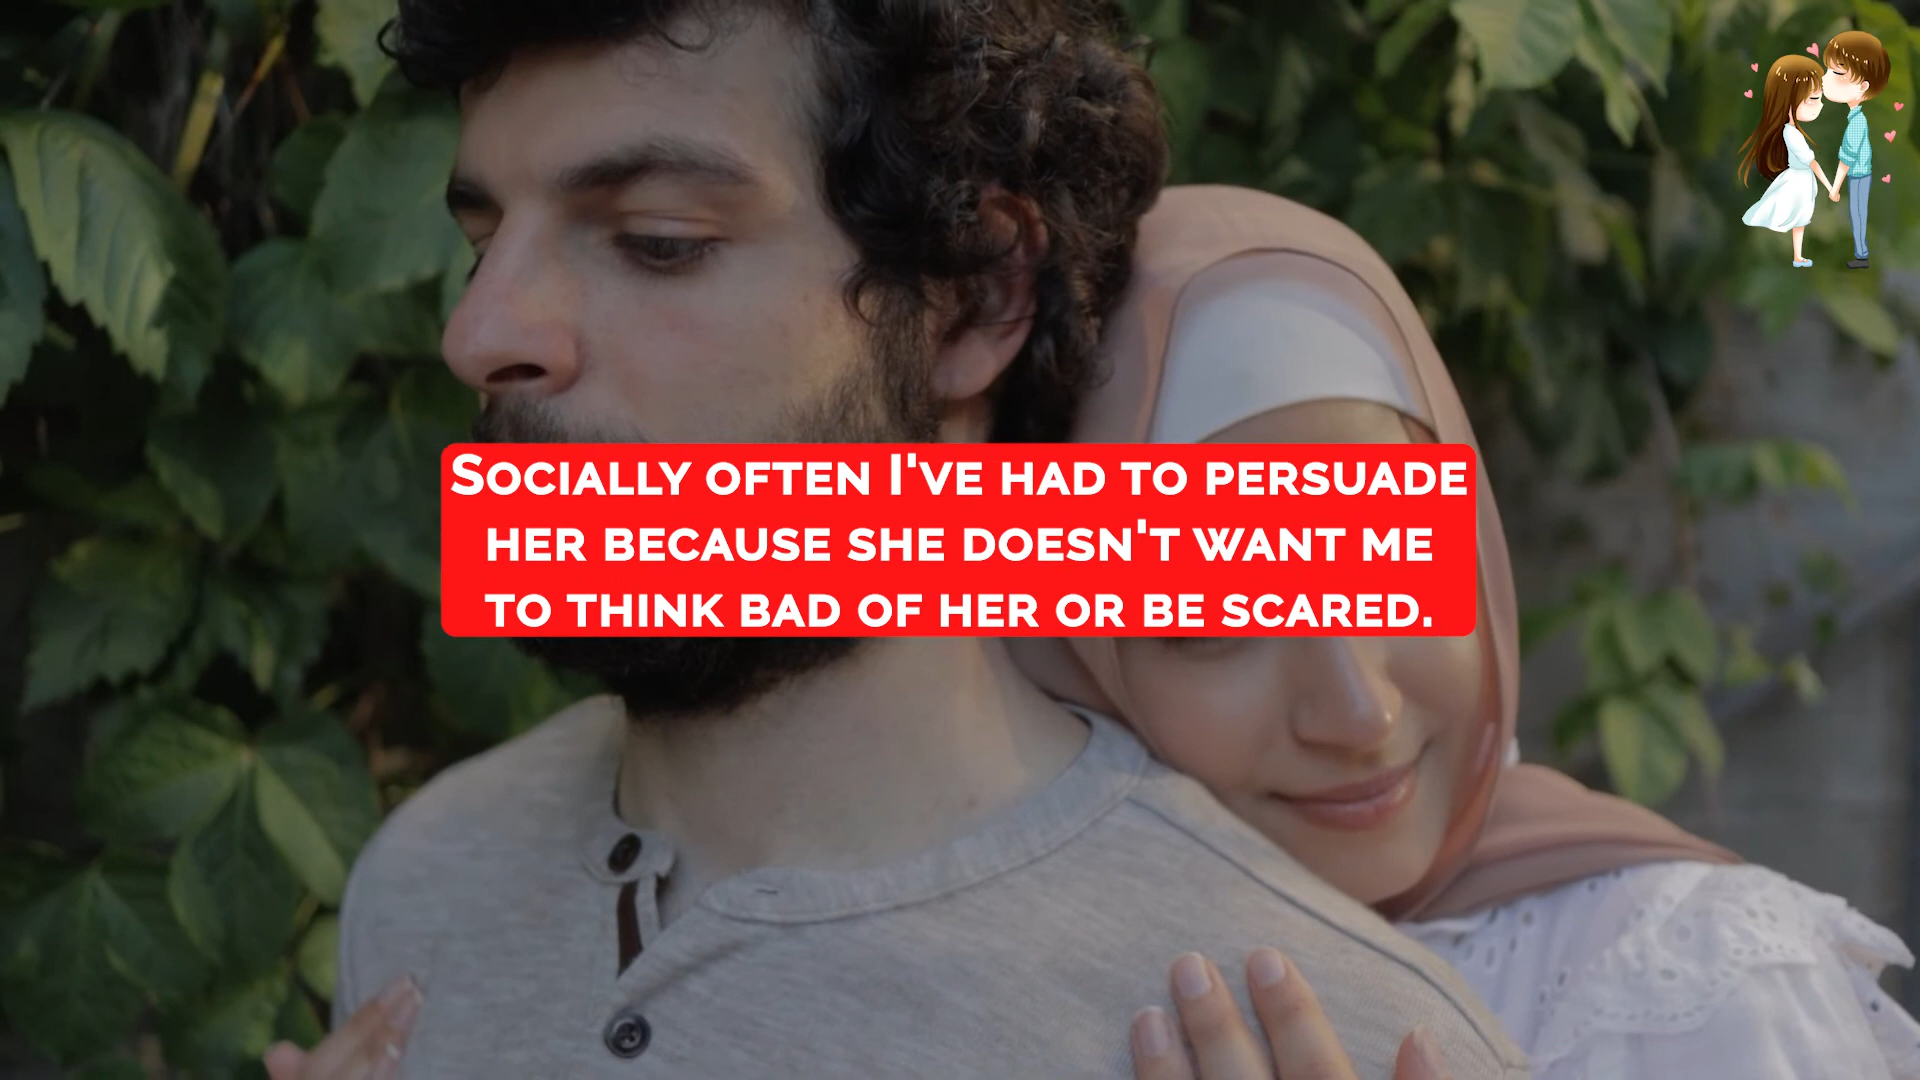 Socially often I've had to persuade
her because she doesn't want me
to think bad of her or be scared.